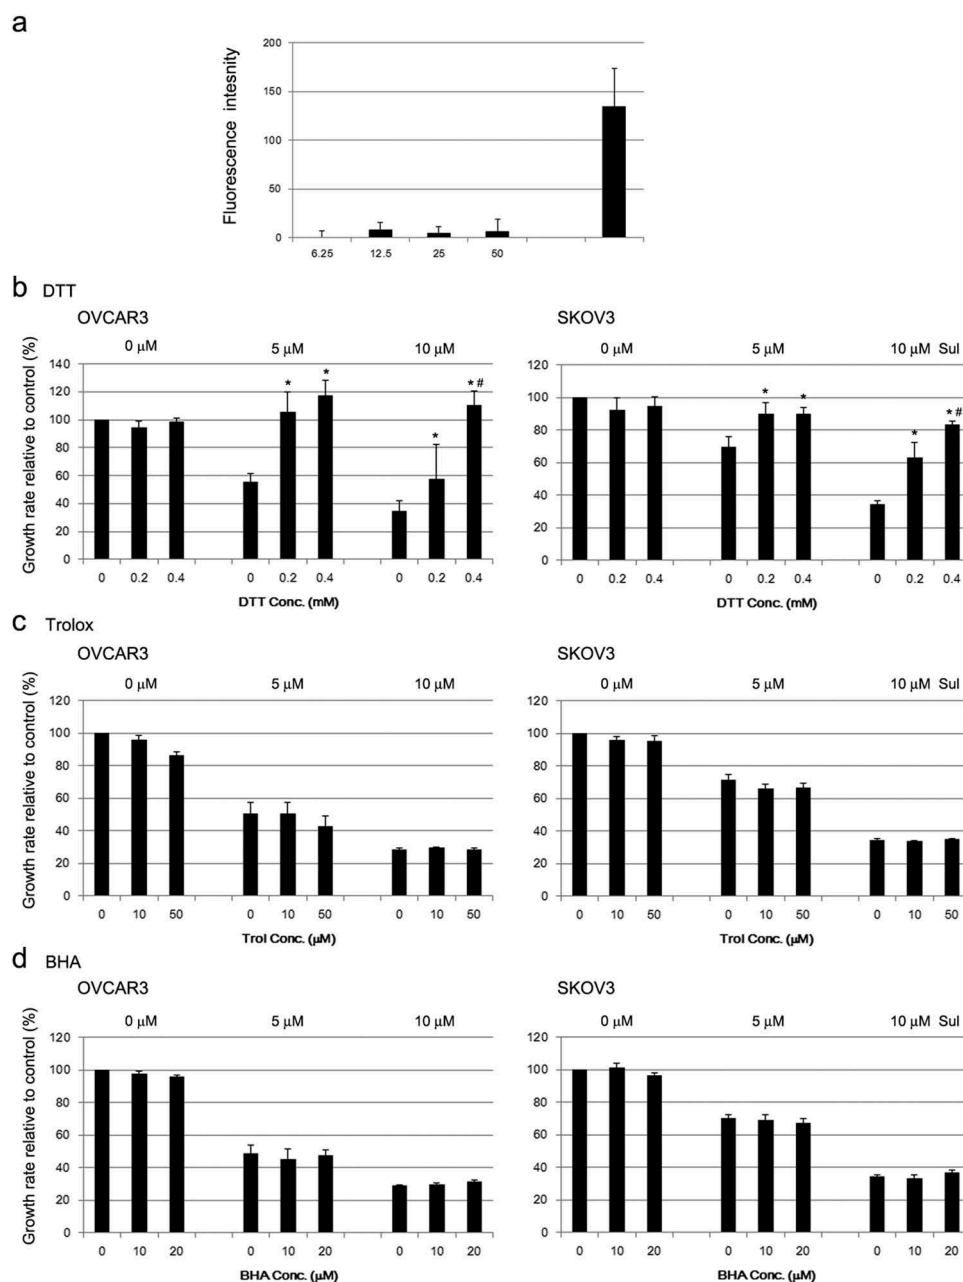 a
Fluorescence intesnity
200
150
100
50
0
6.25 12.5 25 50
b DTT
OVCAR3 SKOV3
0 μM 5 μM 10 μM 0 μM 5 μM 10 μM Sul
Growth rate relative to control (%)
140
120
100
80
60
40
20
0
* * * * #
120
100
80
60
40
20
0
* * * * #
0 0.2 0.4 0 0.2 0.4 0 0.2 0.4 0 0.2 0.4 0 0.2 0.4 0 0.2 0.4
DTT Conc. (mM) DTT Conc. (mM)
c Trolox
OVCAR3 SKOV3
0 μM 5 μM 10 μM 0 μM 5 μM 10 μM Sul
Growth rate relative to control (%)
120
100
80
60
40
20
0
120
100
80
60
40
20
0
0 10 50 0 10 50 0 10 50 0 10 50 0 10 50 0 10 50
Trol Conc. (μM) Trol Conc. (μM)
d BHA
OVCAR3 SKOV3
0 μM 5 μM 10 μM 0 μM 5 μM 10 μM Sul
Growth rate relative to control (%)
120
100
80
60
40
20
0
120
100
80
60
40
20
0
0 10 20 0 10 20 0 10 20 0 10 20 0 10 20 0 10 20
BHA Conc. (μM) BHA Conc. (μM)